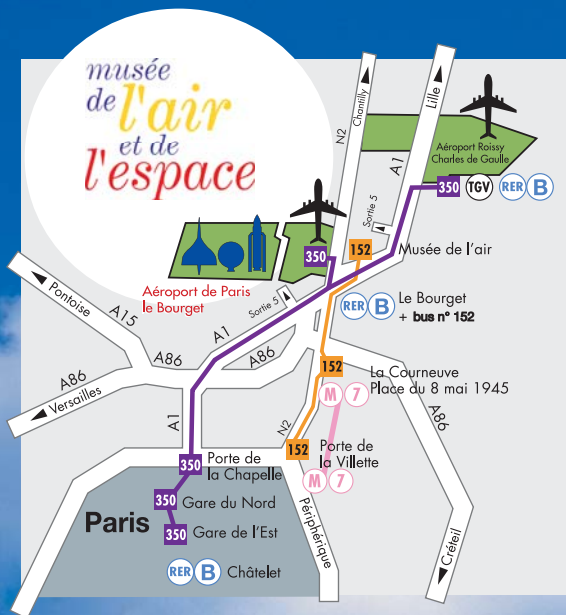 musée
de l'air
et de
l'espace
Chantilly
N2
Lille
A1
Aéroport Roissy
Charles de Gaulle
350 TGV RER B
Sortie 5
350
152
Musée de l'air
Aéroport de Paris
le Bourget
Sortie 5
RER B Le Bourget
+ bus n° 152
Pontoise
A15
A1
A86
A86
A86
Versailles
152
La Courneuve
Place du 8 mai 1945
M 7
A86
A1
N2
152
Porte de
la Villette
M 7
350
Porte de
la Chapelle
350 Gare du Nord
Paris
350 Gare de l'Est
RER B Châtelet
Périphérique
Créteil